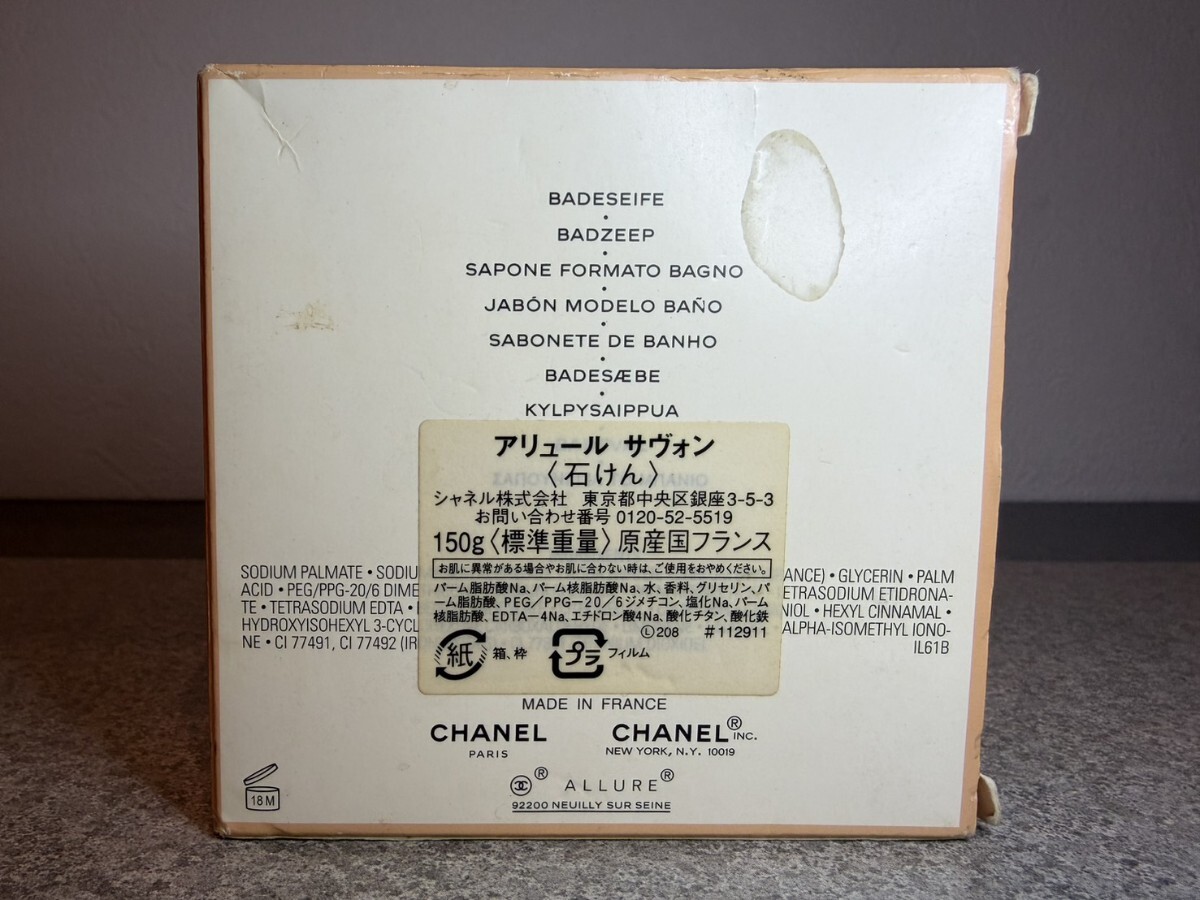 BADESEIFE
•
BADZEEP
•
SAPONE FORMATO BAGNO
•
JABÓN MODELO BAÑO
•
SABONETE DE BANHO
•
BADESÆBE
•
KYLPYSAIPPUA
アリュール サヴォン
〈石けん〉
シャネル株式会社 東京都中央区銀座3-5-3
お問い合わせ番号 0120-52-5519
150g〈標準重量〉原産国フランス
お肌に異常がある場合やお肌に合わない時は、ご使用をおやめください。
パーム脂肪酸Na、パーム核脂肪酸Na、水、香料、グリセリン、パ
ーム脂肪酸、PEG/PPG-20/6ジメチコン、塩化Na、パーム
核脂肪酸、EDTA-4Na、エチドロン酸4Na、酸化チタン、酸化鉄
Ⓛ208 #112911
紙 箱、枠 プラ フィルム
SODIUM PALMATE • SODIU ANCE) • GLYCERIN • PALM
ACID • PEG/PPG-20/6 DIME ETRASODIUM ETIDRONA-
TE • TETRASODIUM EDTA • NIOL • HEXYL CINNAMAL •
HYDROXYISOHEXYL 3-CYCL ALPHA-ISOMETHYL IONO-
NE • CI 77491, CI 77492 (IR IL61B
MADE IN FRANCE
CHANEL CHANEL® INC.
PARIS NEW YORK, N.Y. 10019
® ALLURE®
92200 NEUILLY SUR SEINE
18 M